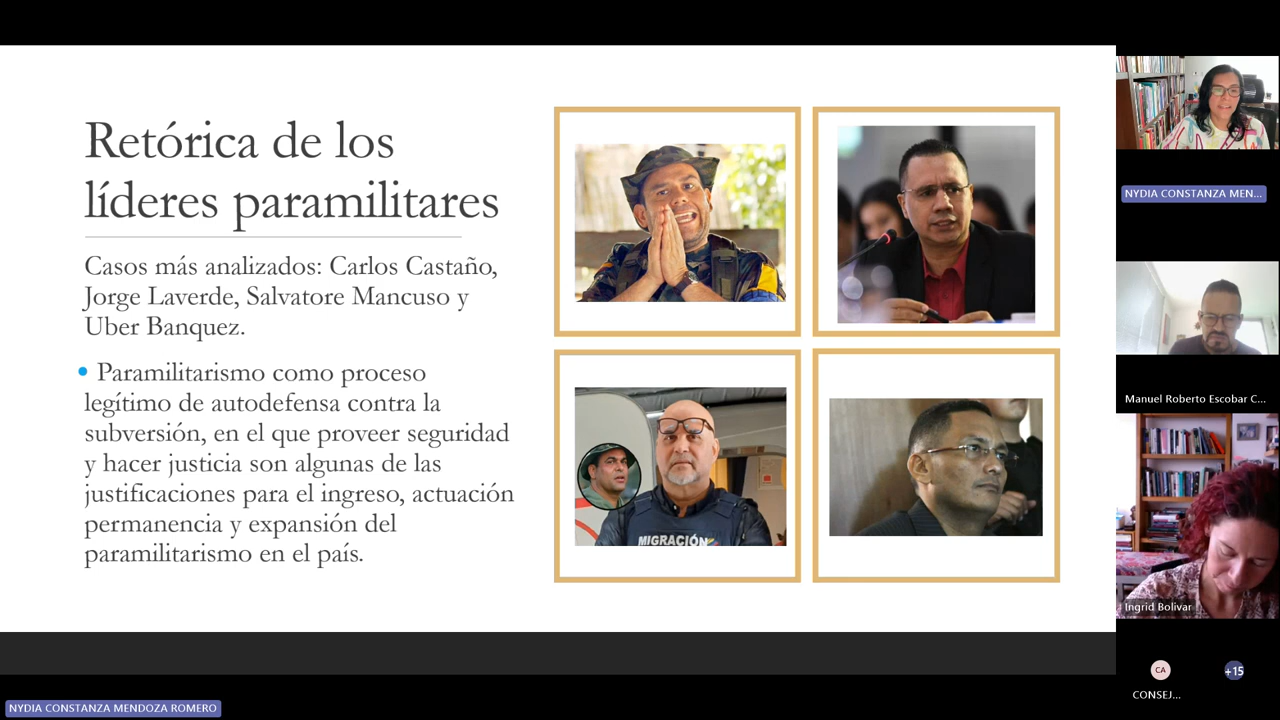 Retórica de los
líderes paramilitares
Casos más analizados: Carlos Castaño,
Jorge Laverde, Salvatore Mancuso y
Uber Banquez.
• Paramilitarismo como proceso
legítimo de autodefensa contra la
subversión, en el que proveer seguridad
y hacer justicia son algunas de las
justificaciones para el ingreso, actuación
permanencia y expansión del
paramilitarismo en el país.
MIGRACIÓN
NYDIA CONSTANZA MEN...
Manuel Roberto Escobar C...
Ingrid Bolivar
CA
+15
CONSEJ...
NYDIA CONSTANZA MENDOZA ROMERO